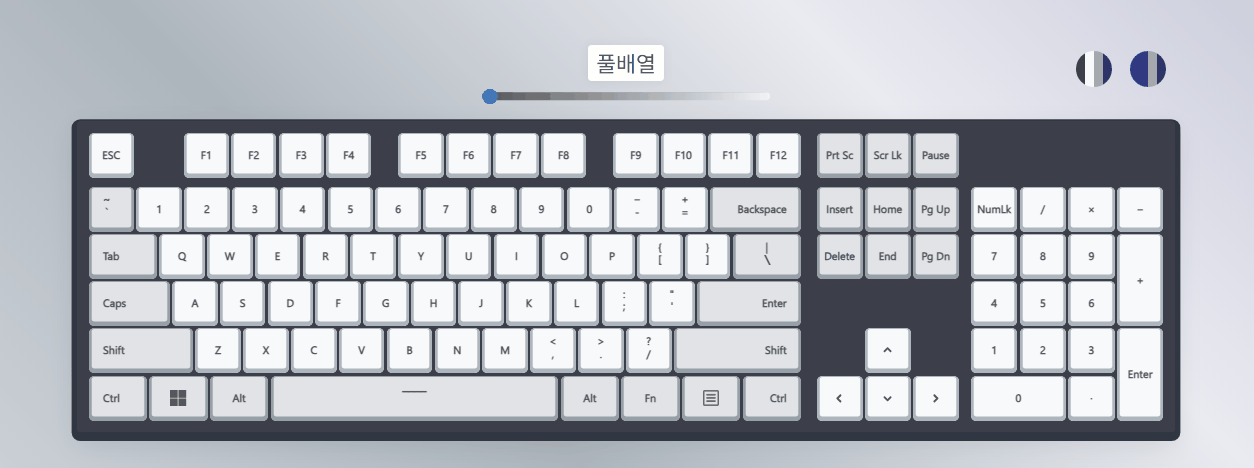 풀배열
ESC F1 F2 F3 F4 F5 F6 F7 F8 F9 F10 F11 F12 Prt Sc Scr Lk Pause
~ 1 2 3 4 5 6 7 8 9 0 – + Backspace Insert Home Pg Up NumLk / × –
` - =
Tab Q W E R T Y U I O P { } | Delete End Pg Dn 7 8 9 +
[ ] \
Caps A S D F G H J K L : " Enter 4 5 6
; '
Shift Z X C V B N M < > ? Shift 1 2 3 Enter
, . /
Ctrl Alt Alt Fn Ctrl 0 .